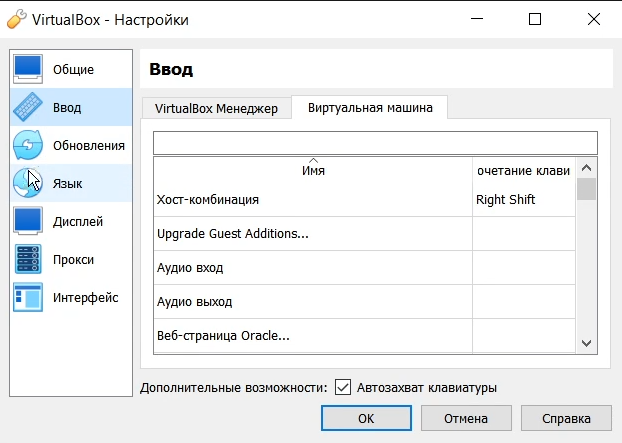 VirtualBox - Настройки
Общие
Ввод
Обновления
Язык
Дисплей
Прокси
Интерфейс
Ввод
VirtualBox Менеджер
Виртуальная машина
Имя
очетание клави
Хост-комбинация
Right Shift
Upgrade Guest Additions...
Аудио вход
Аудио выход
Веб-страница Oracle...
Дополнительные возможности:
Автозахват клавиатуры
ОК
Отмена
Справка